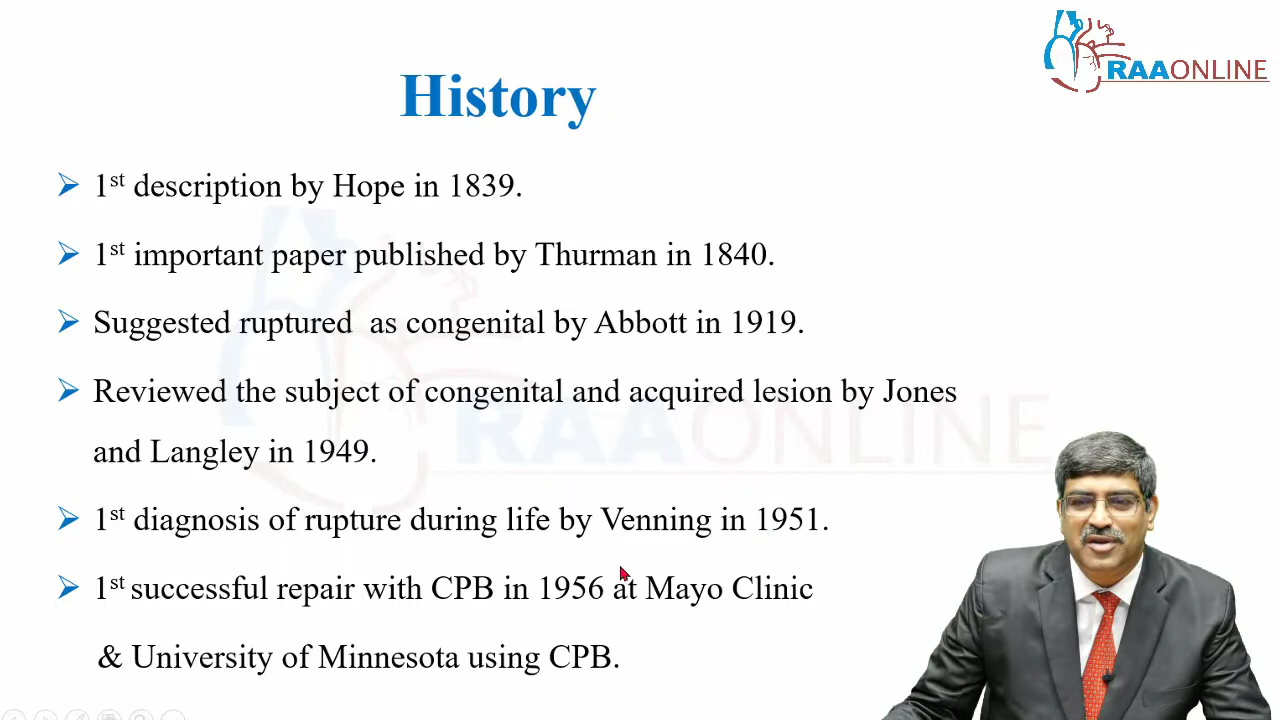 RAAONLINE
History
1st description by Hope in 1839.
1st important paper published by Thurman in 1840.
Suggested ruptured  as congenital by Abbott in 1919.
Reviewed the subject of congenital and acquired lesion by Jones
and Langley in 1949.
1st diagnosis of rupture during life by Venning in 1951.
1st successful repair with CPB in 1956 at Mayo Clinic
& University of Minnesota using CPB.
RAAONLINE